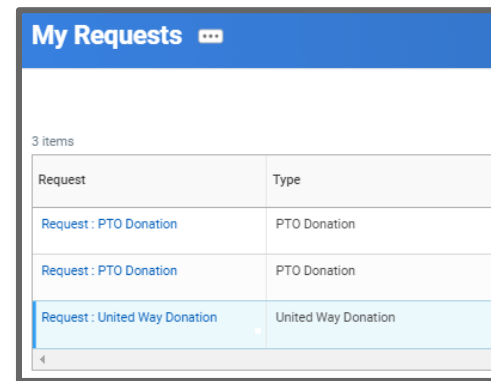 My Requests
3 items
Request Type
Request : PTO Donation PTO Donation
Request : PTO Donation PTO Donation
Request : United Way Donation United Way Donation